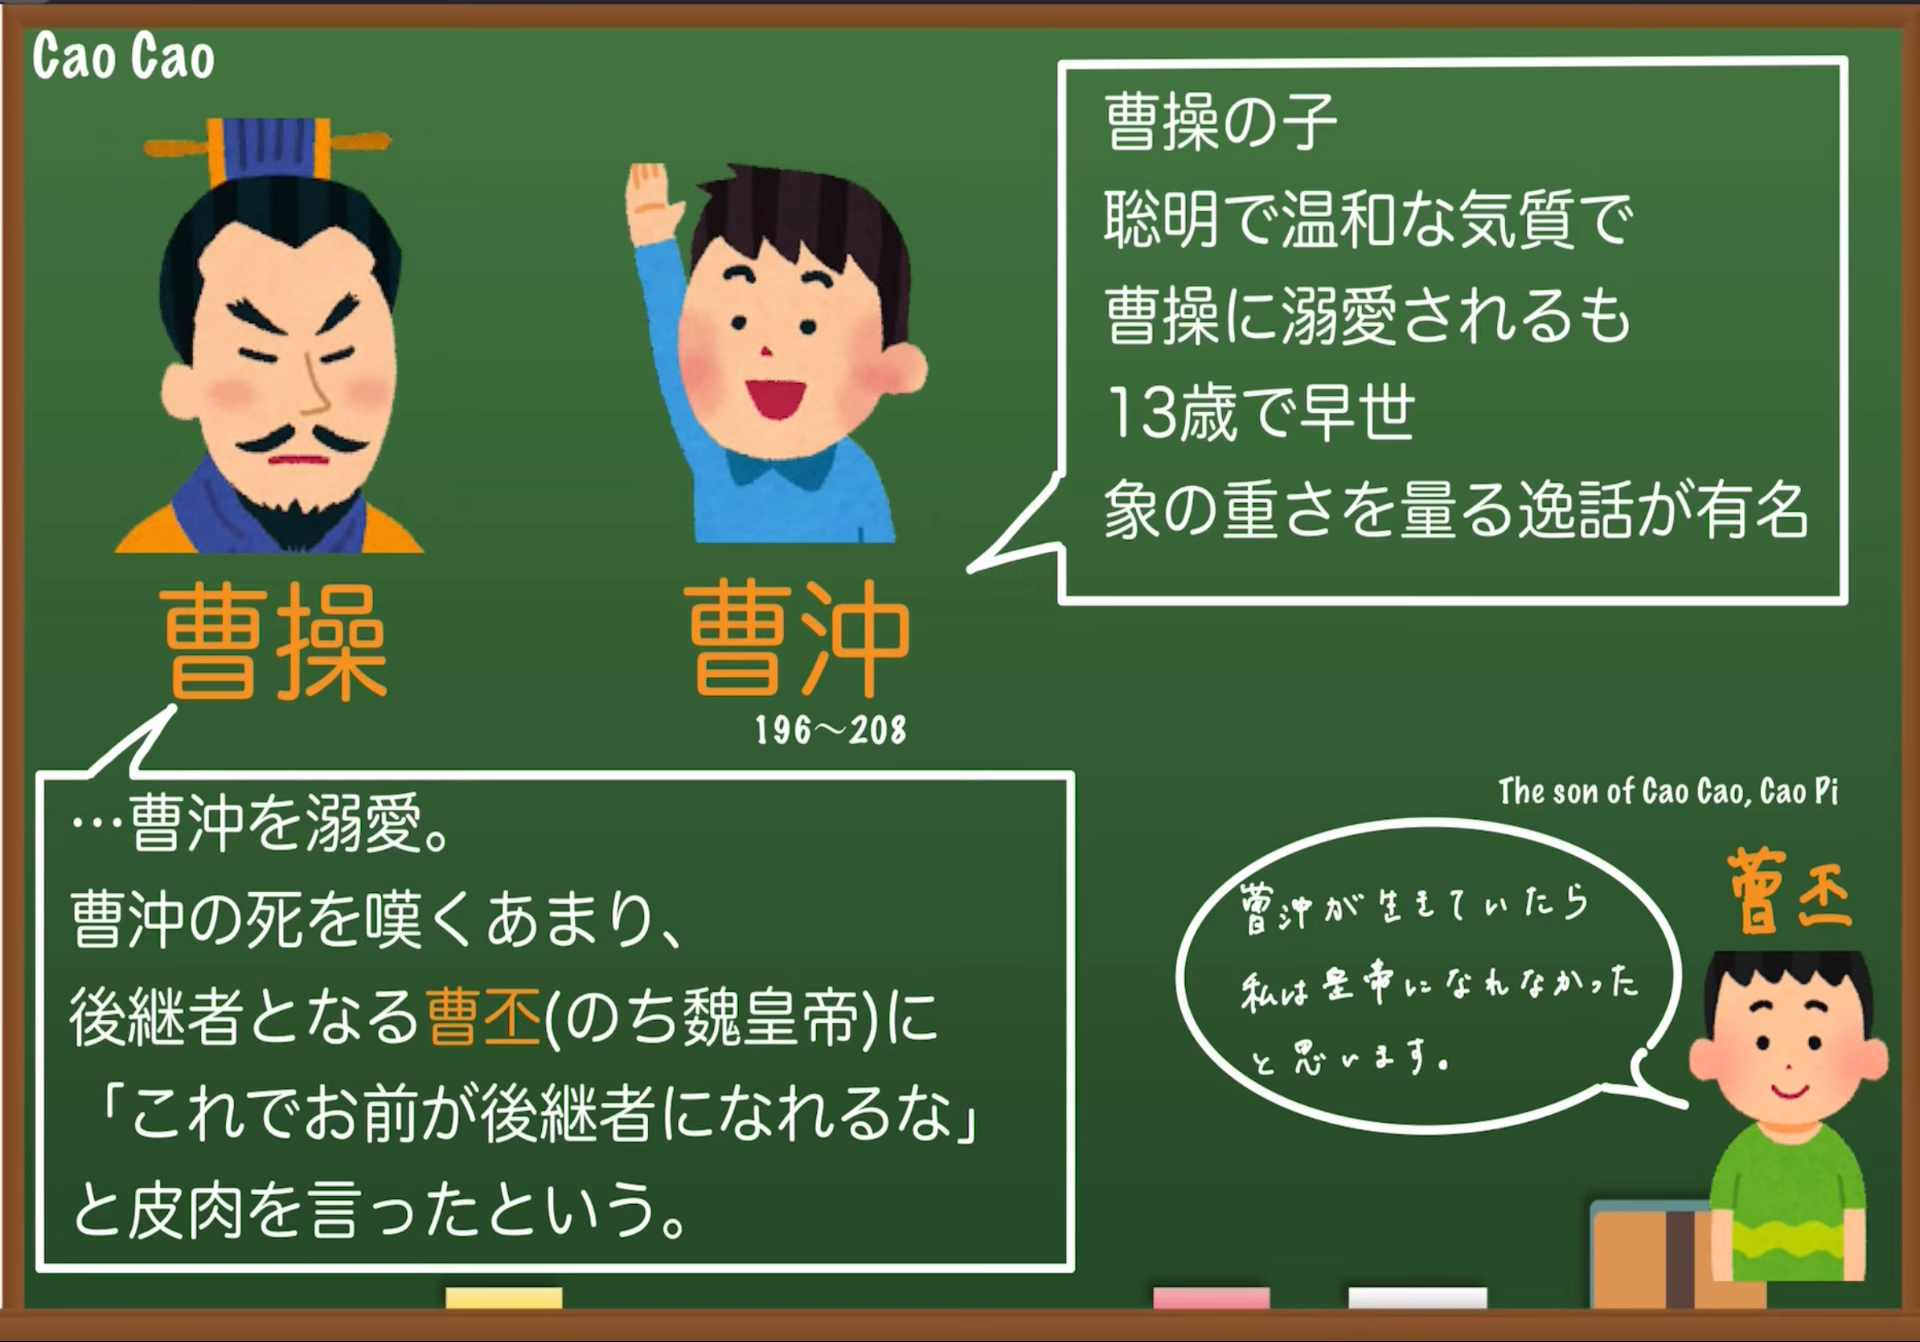 Cao Cao
曹操
曹沖
196〜208
曹操の子
聡明で温和な気質で
曹操に溺愛されるも
13歳で早世
象の重さを量る逸話が有名
…曹沖を溺愛。
曹沖の死を嘆くあまり、
後継者となる曹丕(のち魏皇帝)に
「これでお前が後継者になれるな」
と皮肉を言ったという。
The son of Cao Cao, Cao Pi
曹丕
曹沖が生きていたら
私は皇帝になれなかった
と思います。